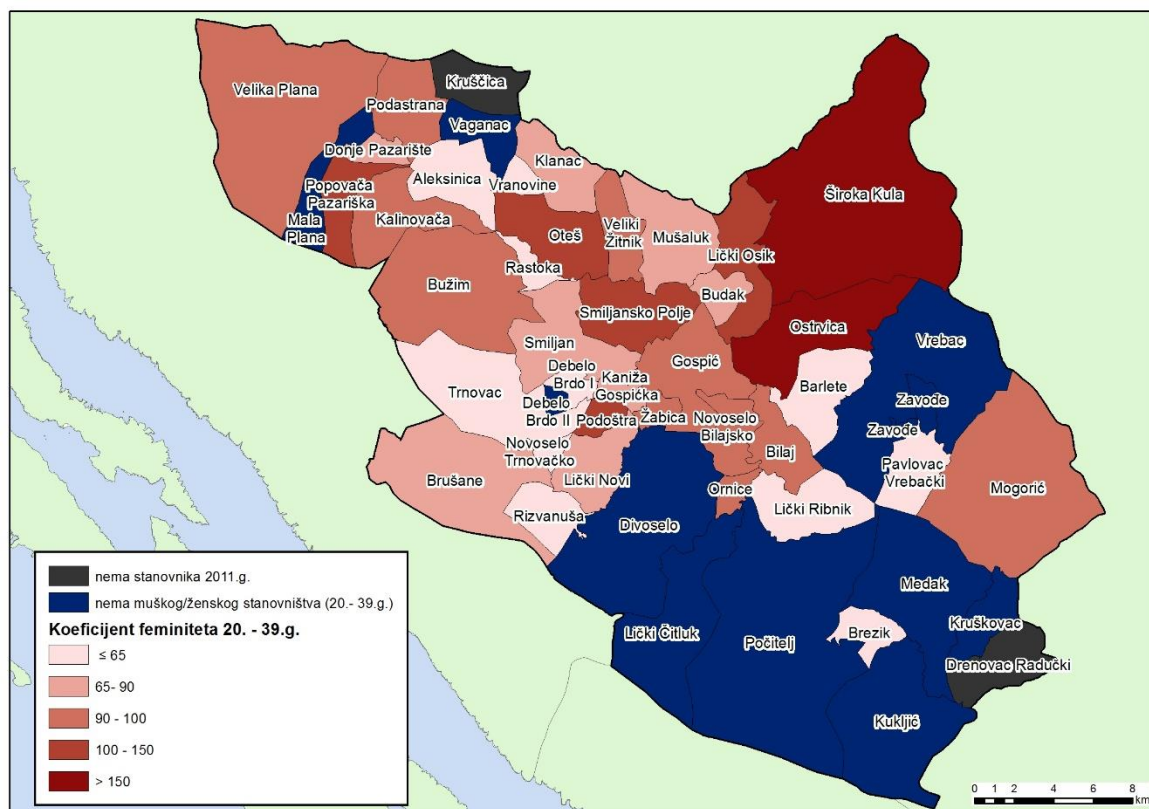 Kruščica
Velika Plana
Podastrana
Vaganac
Donje Pazarište
Klanac
Aleksinica
Vranovine
Popovača
Pazariška
Široka Kula
Mala
Plana
Kalinovača
Oteš
Veliki
Žitnik
Mušaluk
Lički Osik
Rastoka
Bužim
Budak
Smiljansko Polje
Ostrvica
Vrebac
Smiljan
Gospić
Debelo
Brdo I
Kaniža
Gospićka
Barlete
Trnovac
Debelo
Brdo II
Podoštra
Žabica
Novoselo
Bilajsko
Zavođe
Zavođe
Novoselo
Trnovačko
Bilaj
Pavlovac
Vrebački
Brušane
Lički Novi
Ornice
Mogorić
Rizvanuša
Divoselo
Lički Ribnik
Medak
Kruškovac
Lički Čitluk
Počitelj
Brezik
Drenovac Radučki
Kukljić
nema stanovnika 2011.g.
nema muškog/ženskog stanovništva (20.- 39.g.)
Koeficijent feminiteta 20. - 39.g.
≤ 65
65- 90
90 - 100
100 - 150
> 150
0 1 2 4 6 8
km